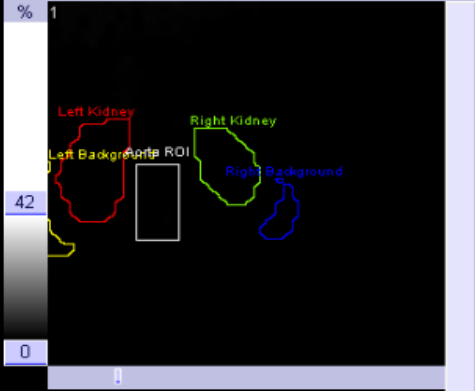 %
1
Left Kidney
Right Kidney
Left Background
Aorta ROI
Right Background
42
0